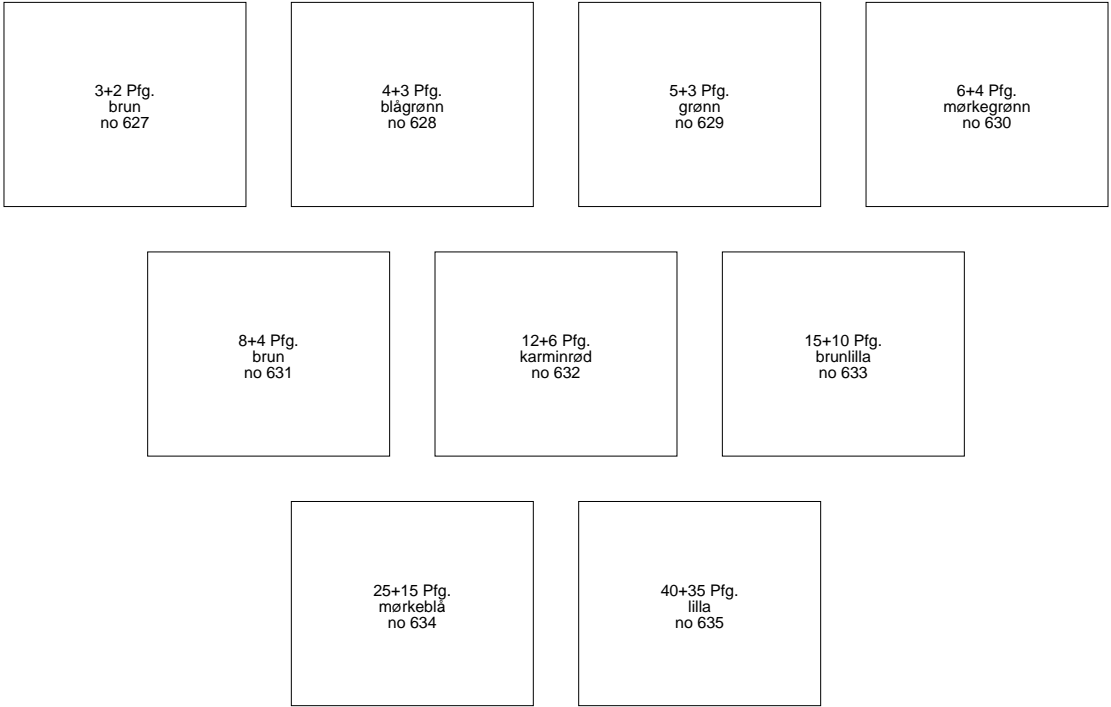 3+2 Pfg.
brun
no 627
4+3 Pfg.
blågrønn
no 628
5+3 Pfg.
grønn
no 629
6+4 Pfg.
mørkegrønn
no 630
8+4 Pfg.
brun
no 631
12+6 Pfg.
karminrød
no 632
15+10 Pfg.
brunlilla
no 633
25+15 Pfg.
mørkeblå
no 634
40+35 Pfg.
lilla
no 635